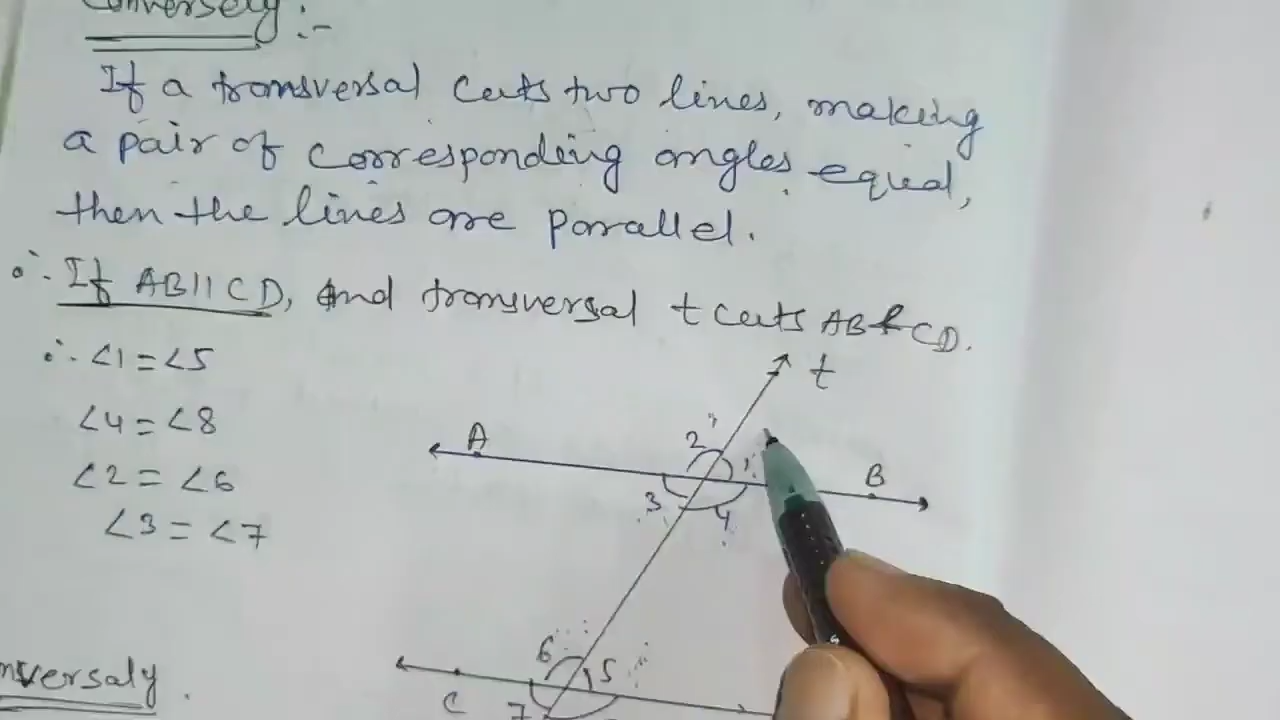 Conversely :-
If a transversal cuts two lines, making
a pair of corresponding angles equal,
then the lines are parallel.
∴ If AB || CD, and transversal t cuts AB & CD.
∴ ∠1 = ∠5
∠4 = ∠8
∠2 = ∠6
∠3 = ∠7
t
A
2
1
B
3
4
6
5
C
7
nversaly.